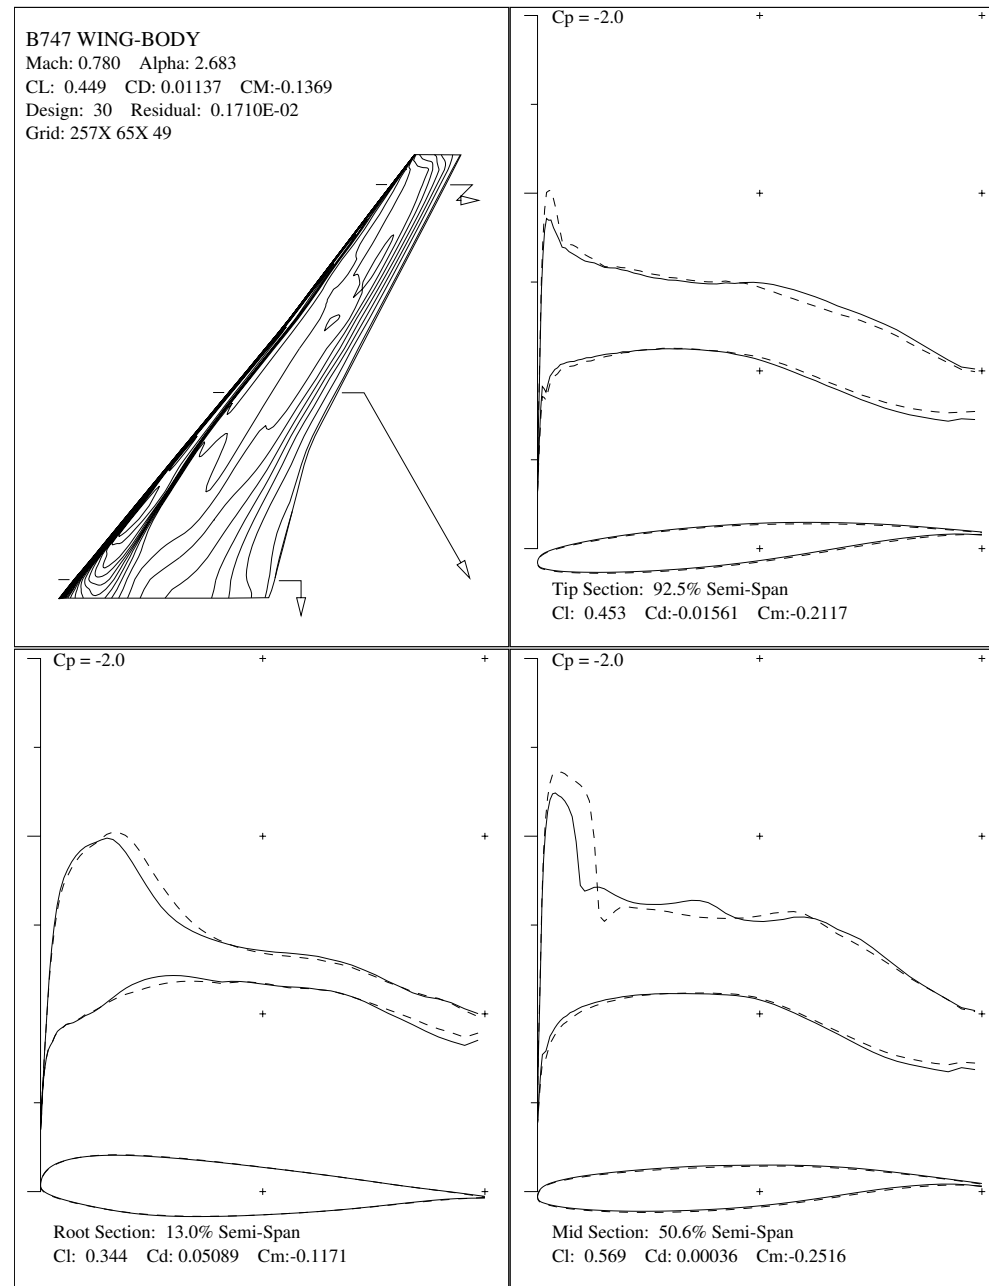 B747 WING-BODY
Mach: 0.780 Alpha: 2.683
CL: 0.449 CD: 0.01137 CM:-0.1369
Design: 30 Residual: 0.1710E-02
Grid: 257X 65X 49
Cp = -2.0
Tip Section: 92.5% Semi-Span
Cl: 0.453 Cd:-0.01561 Cm:-0.2117
Cp = -2.0
Root Section: 13.0% Semi-Span
Cl: 0.344 Cd: 0.05089 Cm:-0.1171
Cp = -2.0
Mid Section: 50.6% Semi-Span
Cl: 0.569 Cd: 0.00036 Cm:-0.2516